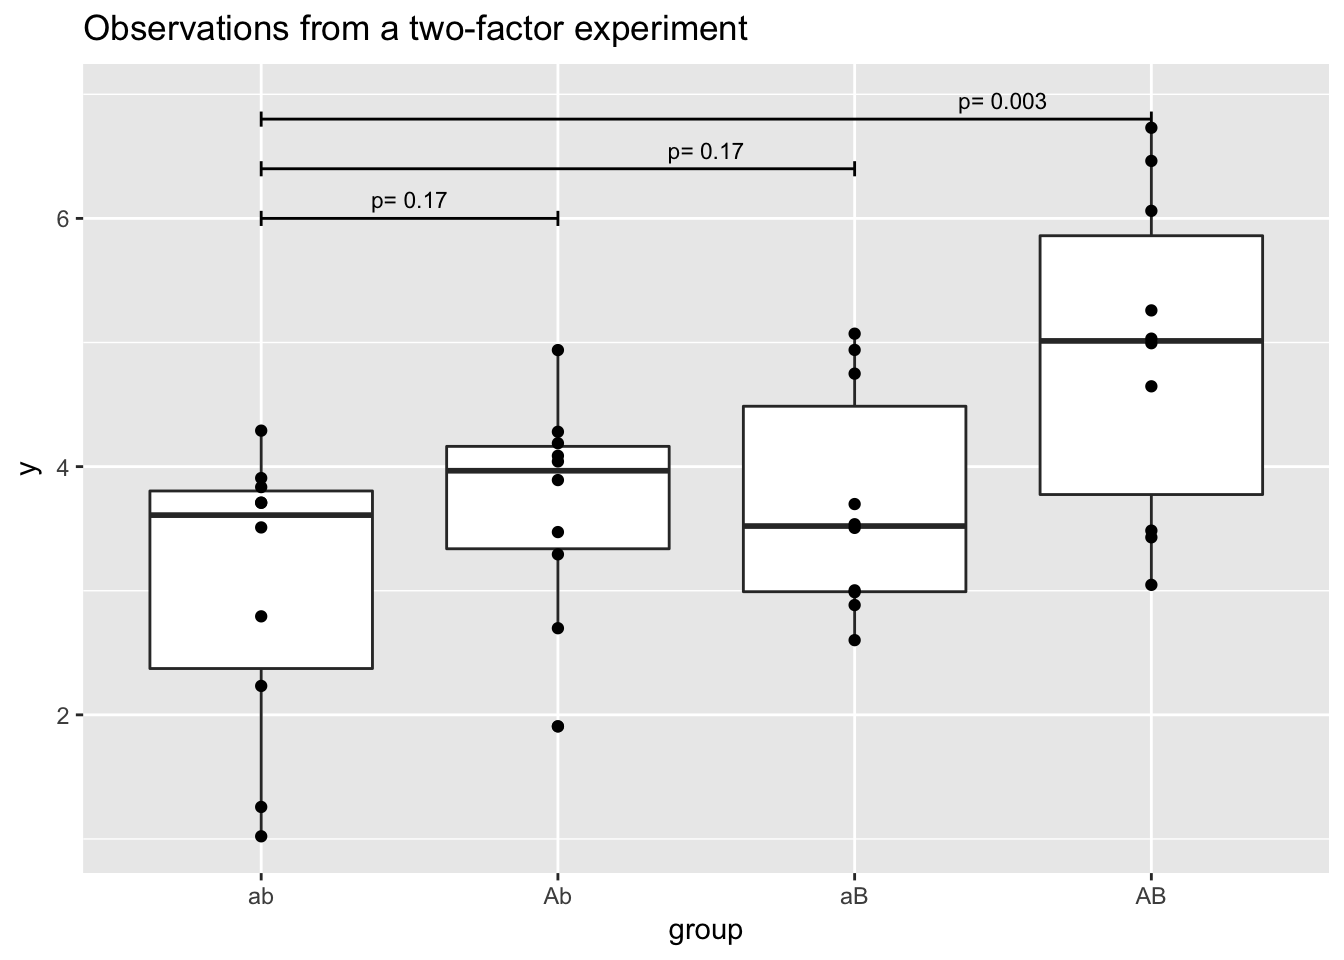 Observations from a two-factor experiment
p= 0.003
p= 0.17
p= 0.17
6
4
2
y
ab Ab aB AB
group